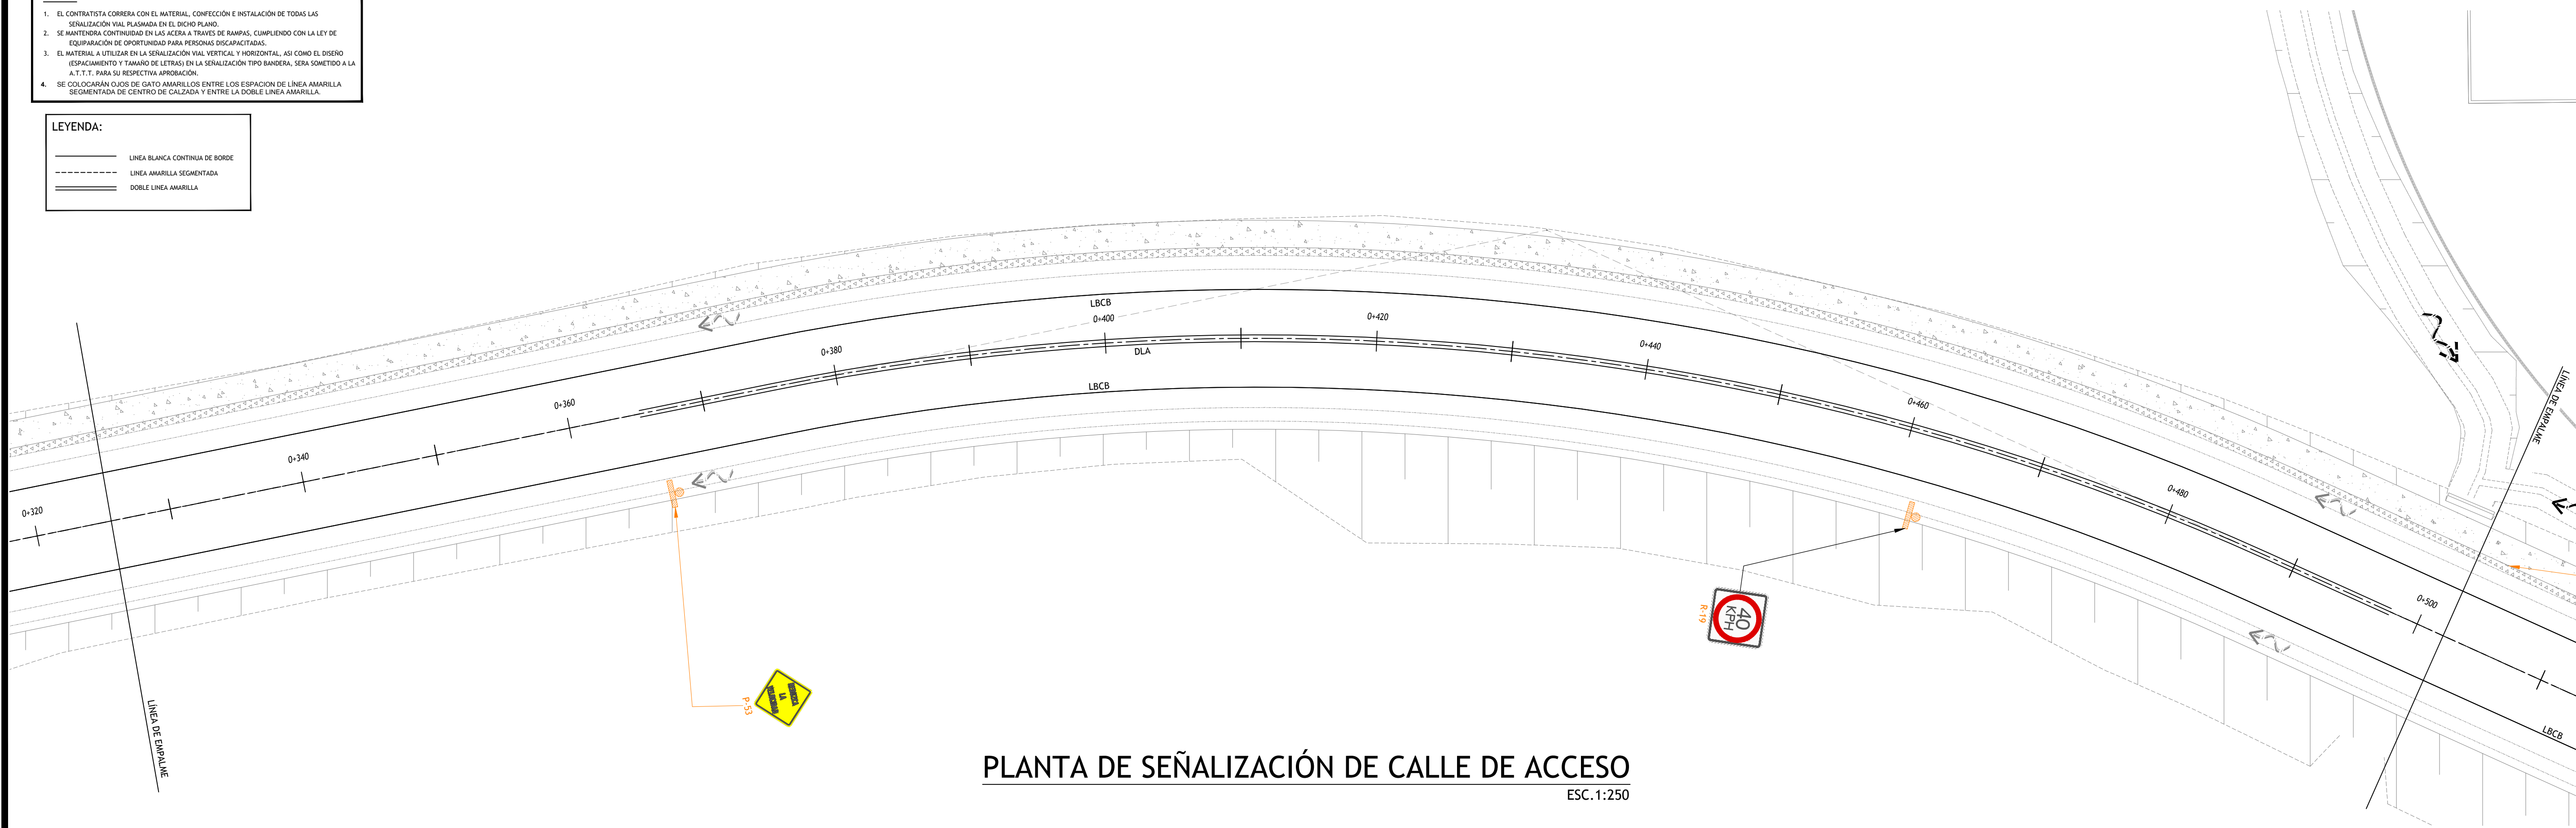 1. EL CONTRATISTA CORRERA CON EL MATERIAL, CONFECCIÓN E INSTALACIÓN DE TODAS LAS
SEÑALIZACIÓN VIAL PLASMADA EN EL DICHO PLANO.
2. SE MANTENDRA CONTINUIDAD EN LAS ACERA A TRAVES DE RAMPAS, CUMPLIENDO CON LA LEY DE
EQUIPARACIÓN DE OPORTUNIDAD PARA PERSONAS DISCAPACITADAS.
3. EL MATERIAL A UTILIZAR EN LA SEÑALIZACIÓN VIAL VERTICAL Y HORIZONTAL, ASI COMO EL DISEÑO
(ESPACIAMIENTO Y TAMAÑO DE LETRAS) EN LA SEÑALIZACIÓN TIPO BANDERA, SERA SOMETIDO A LA
A.T.T.T. PARA SU RESPECTIVA APROBACIÓN.
4. SE COLOCARÁN OJOS DE GATO AMARILLOS ENTRE LOS ESPACION DE LÍNEA AMARILLA
SEGMENTADA DE CENTRO DE CALZADA Y ENTRE LA DOBLE LINEA AMARILLA.
LEYENDA:
LINEA BLANCA CONTINUA DE BORDE
LINEA AMARILLA SEGMENTADA
DOBLE LINEA AMARILLA
LBCB
0+320
0+340
0+360
0+380
0+400
0+420
0+440
0+460
0+480
0+500
DLA
LBCB
LBCB
LÍNEA DE EMPALME
LÍNEA DE EMPALME
P-53
REDUZCA
LA
VELOCIDAD
R-19
40
KPH
PLANTA DE SEÑALIZACIÓN DE CALLE DE ACCESO
ESC.1:250